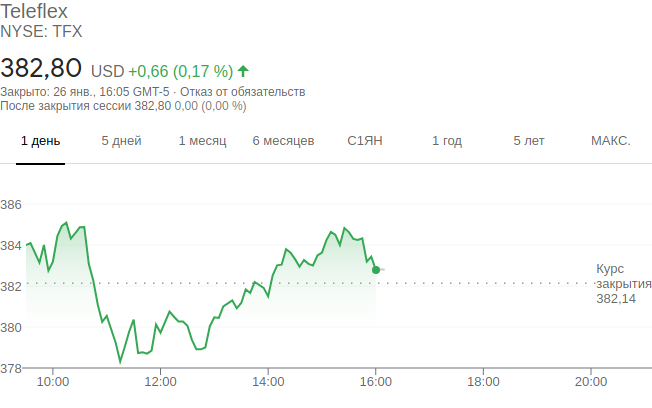 Teleflex
NYSE: TFX
382,80 USD +0,66 (0,17 %)
Закрыто: 26 янв., 16:05 GMT-5 · Отказ от обязательств
После закрытия сессии 382,80 0,00 (0,00 %)
1 день 5 дней 1 месяц 6 месяцев С1ЯН 1 год 5 лет МАКС.
386
384
382
380
378
Курс
закрытия
382,14
10:00 12:00 14:00 16:00 18:00 20:00